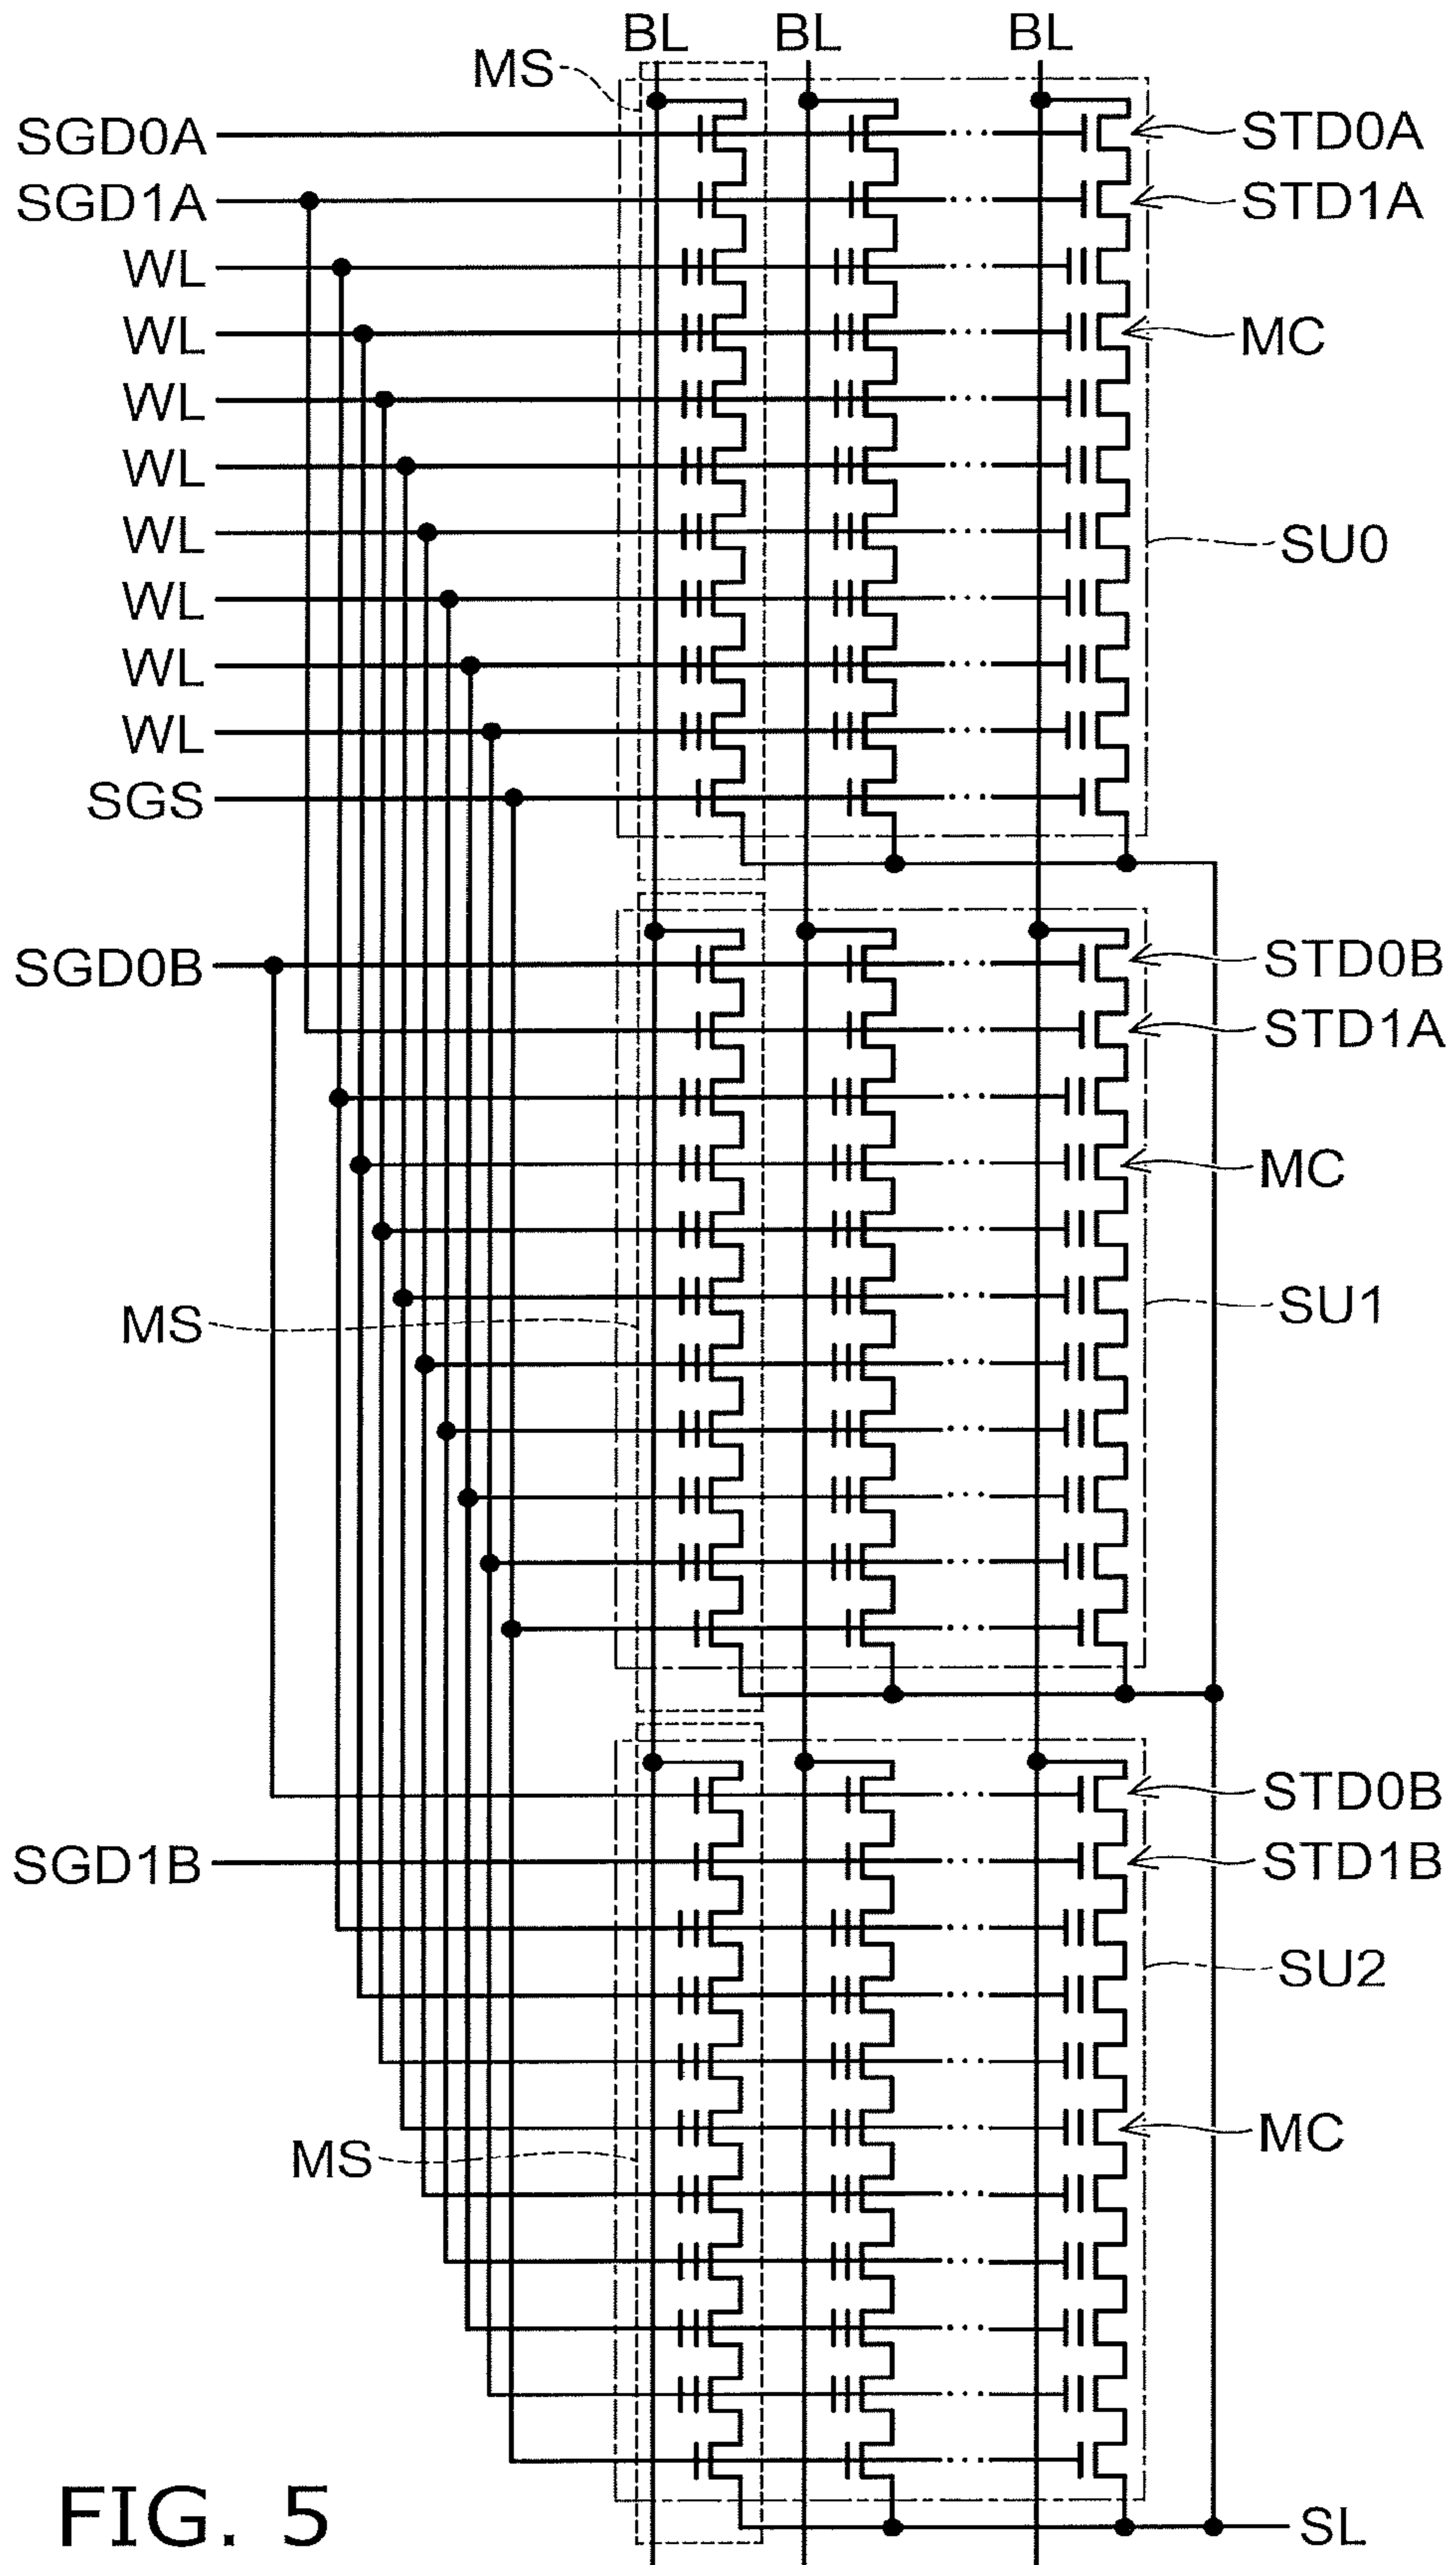 BL BL BL
MS
SGD0A STD0A
SGD1A STD1A
WL
WL MC
WL
WL
WL SU0
WL
WL
WL
SGS
SGD0B STD0B
STD1A
MC
MS SU1
STD0B
SGD1B STD1B
SU2
MS MC
FIG. 5 SL